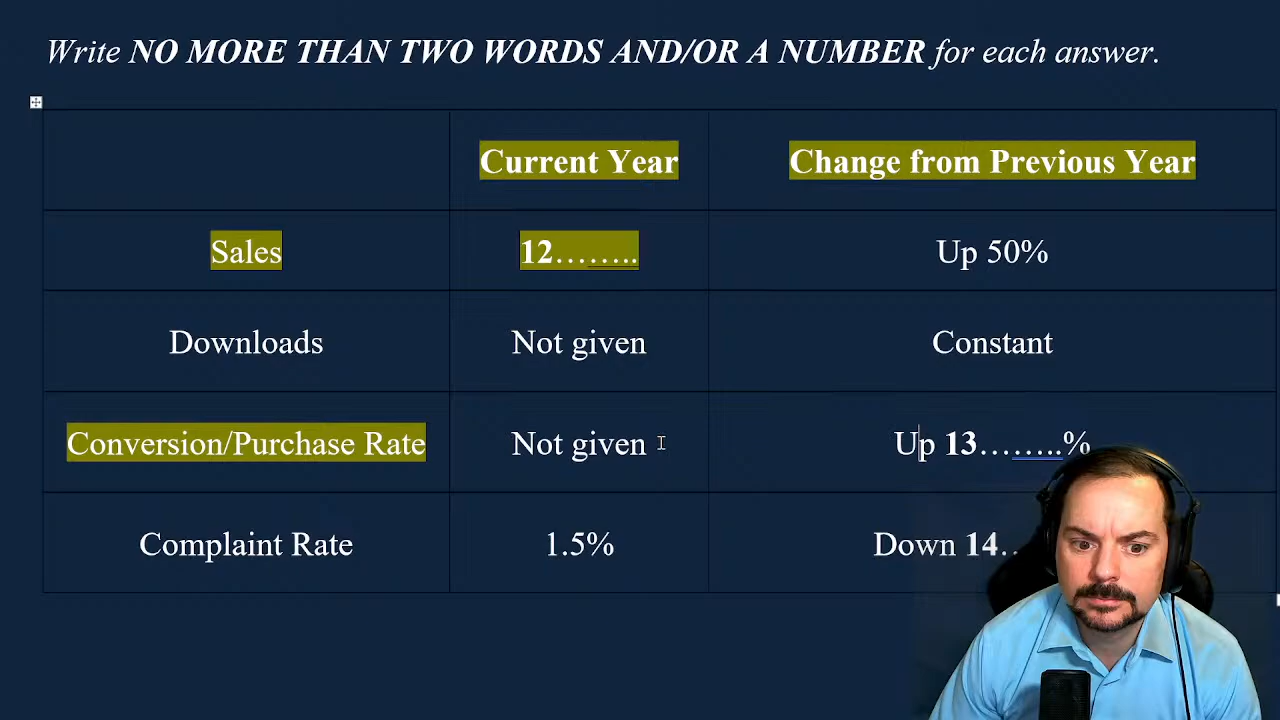 Write NO MORE THAN TWO WORDS AND/OR A NUMBER for each answer.
Current Year Change from Previous Year
Sales 12…….. Up 50%
Downloads Not given Constant
Conversion/Purchase Rate Not given Up 13……..%
Complaint Rate 1.5% Down 14..